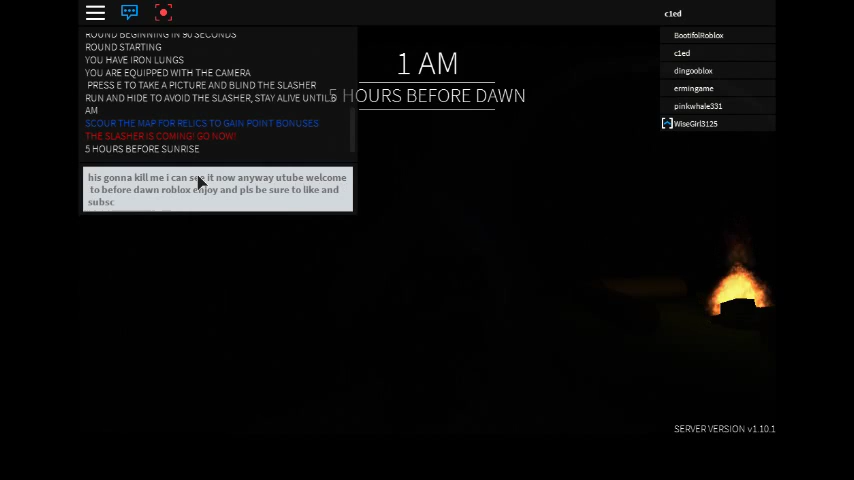 c1ed
ROUND BEGINNING IN 90 SECONDS
ROUND STARTING
YOU HAVE IRON LUNGS
YOU ARE EQUIPPED WITH THE CAMERA
PRESS E TO TAKE A PICTURE AND BLIND THE SLASHER
RUN AND HIDE TO AVOID THE SLASHER, STAY ALIVE UNTIL 6
AM
SCOUR THE MAP FOR RELICS TO GAIN POINT BONUSES
THE SLASHER IS COMING! GO NOW!
5 HOURS BEFORE SUNRISE
his gonna kill me i can see it now anyway utube welcome
to before dawn roblox enjoy and pls be sure to like and
subsc
1 AM
5 HOURS BEFORE DAWN
BootifolRoblox
c1ed
dingooblox
ermingame
pinkwhale331
WiseGirl3125
SERVER VERSION v1.10.1